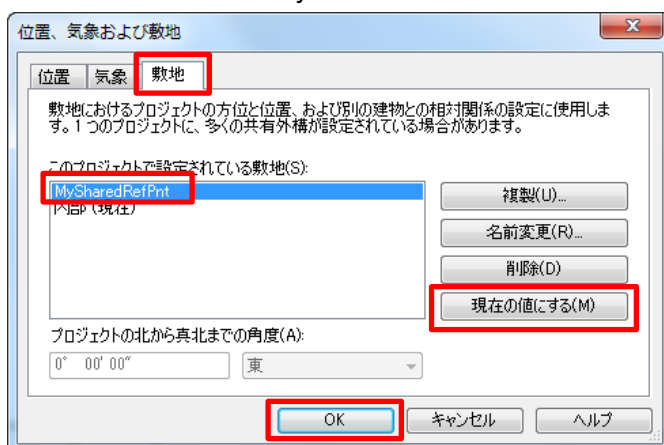 位置、気象および敷地
位置 気象 敷地
敷地におけるプロジェクトの方位と位置、および別の建物との相対関係の設定に使用しま
す。1 つのプロジェクトに、多くの共有外構が設定されている場合があります。
このプロジェクトで設定されている敷地(S):
MySharedRefPnt
内部 (現在)
複製(U)...
名前変更(R)...
削除(D)
現在の値にする(M)
プロジェクトの北から真北までの角度(A):
0° 00' 00" 東
OK キャンセル ヘルプ